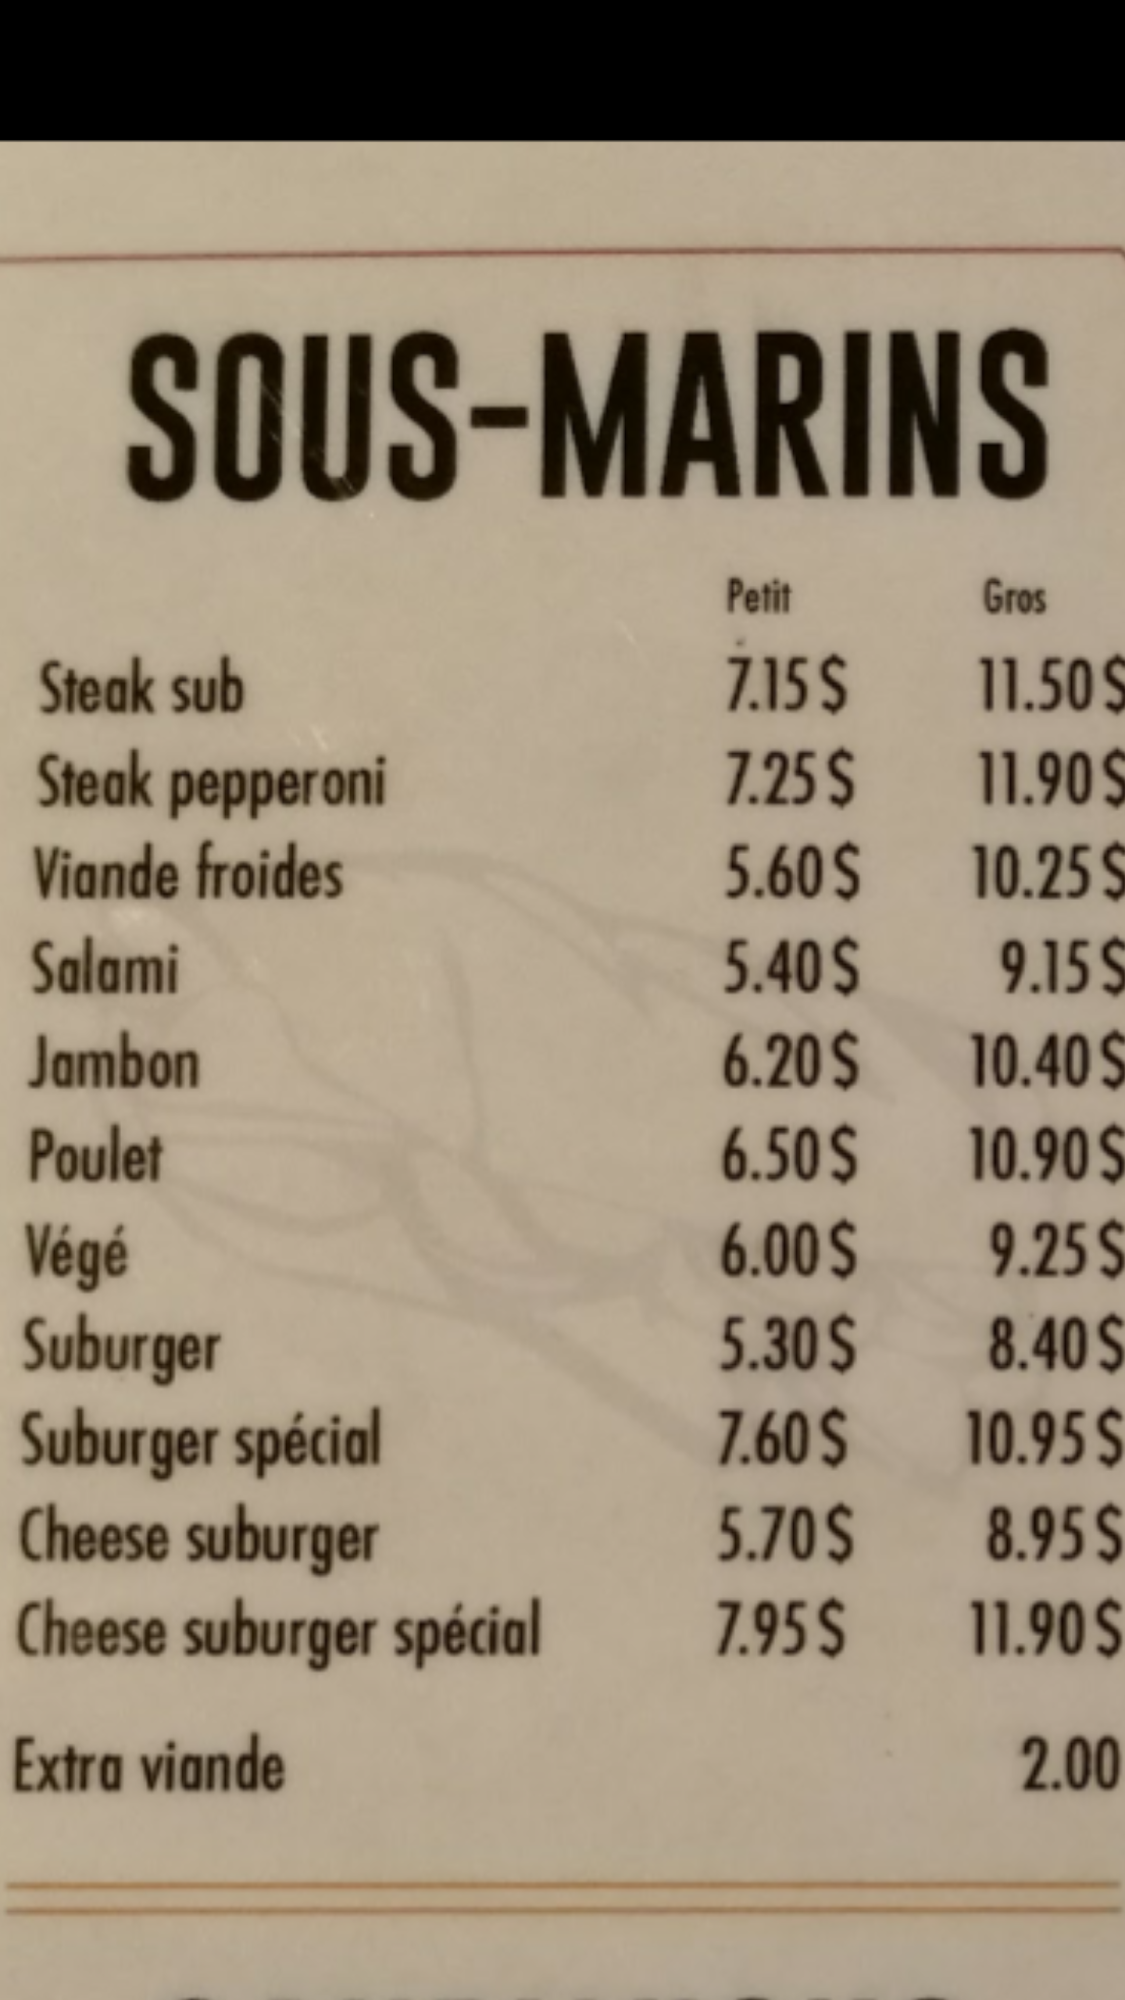 SOUS-MARINS
Petit Gros
Steak sub 7.15$ 11.50$
Steak pepperoni 7.25$ 11.90$
Viande froides 5.60$ 10.25$
Salami 5.40$ 9.15$
Jambon 6.20$ 10.40$
Poulet 6.50$ 10.90$
Végé 6.00$ 9.25$
Suburger 5.30$ 8.40$
Suburger spécial 7.60$ 10.95$
Cheese suburger 5.70$ 8.95$
Cheese suburger spécial 7.95$ 11.90$
Extra viande 2.00